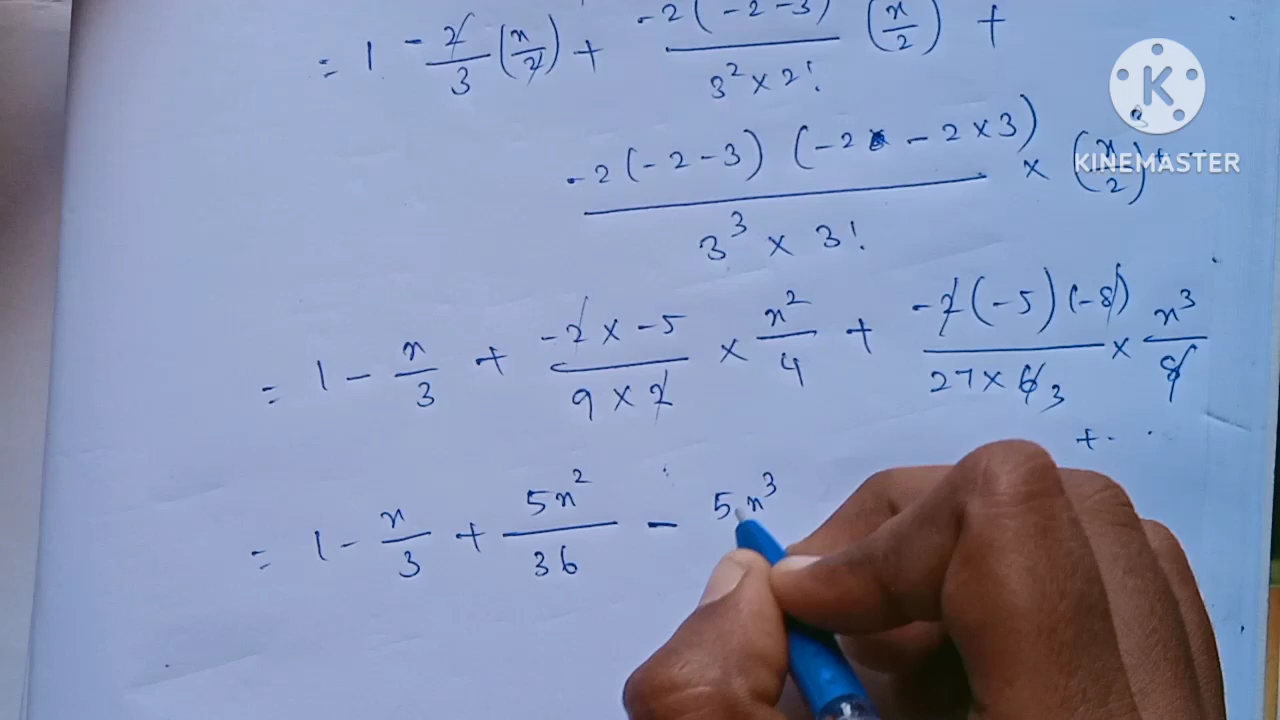 = 1 - 2/3 (x/2) + -2(-2-3)/3² × 2! (x/2) +
-2(-2-3) (-2 - 2×3)/3³ × 3! × (x/2)³ + ...
= 1 - x/3 + -2 × -5/9 × 2 × x²/4 + -2(-5)(-8)/27 × 6 3 × x³/8
+ . .
= 1 - x/3 + 5x²/36 - 5x³
K
KINEMASTER